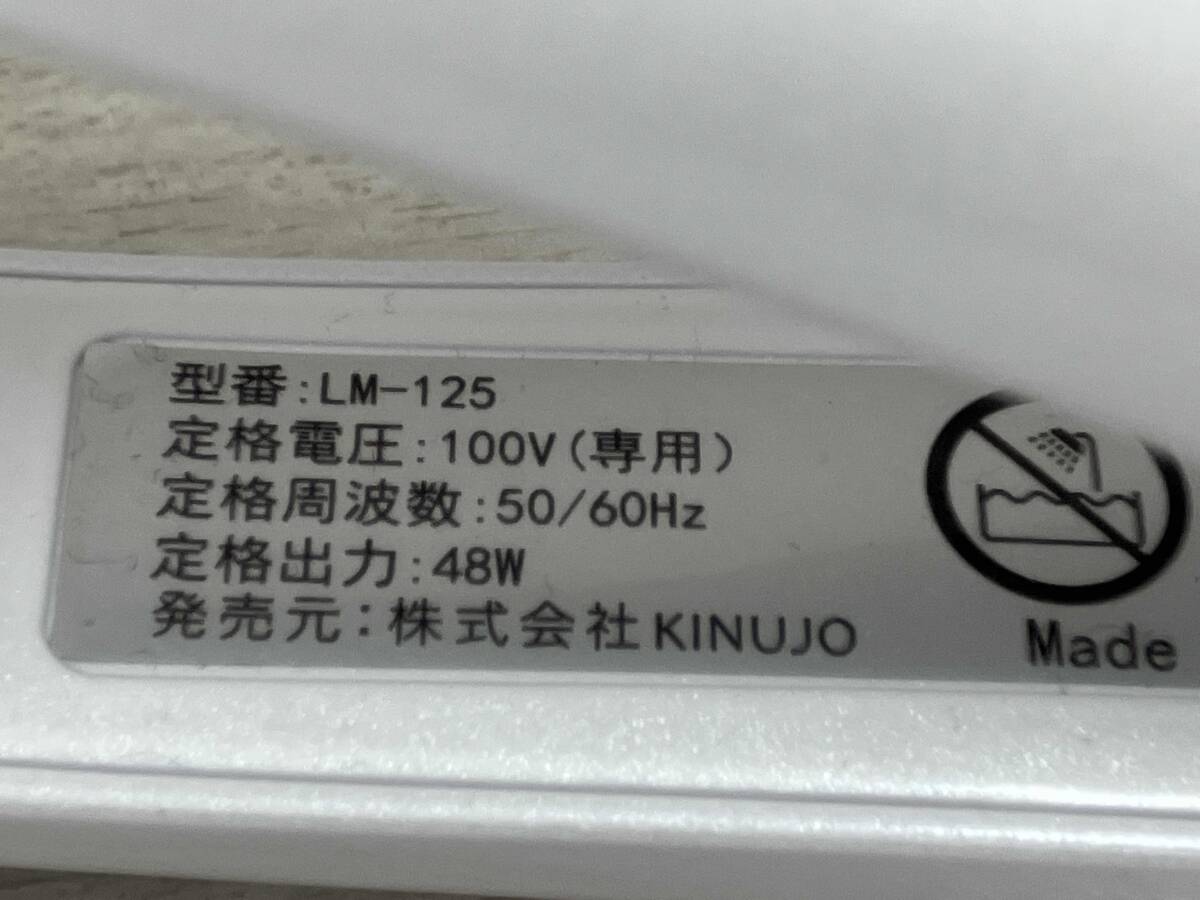 型番:LM-125
定格電圧:100V(専用)
定格周波数:50/60Hz
定格出力:48W
発売元:株式会社KINUJO
Made